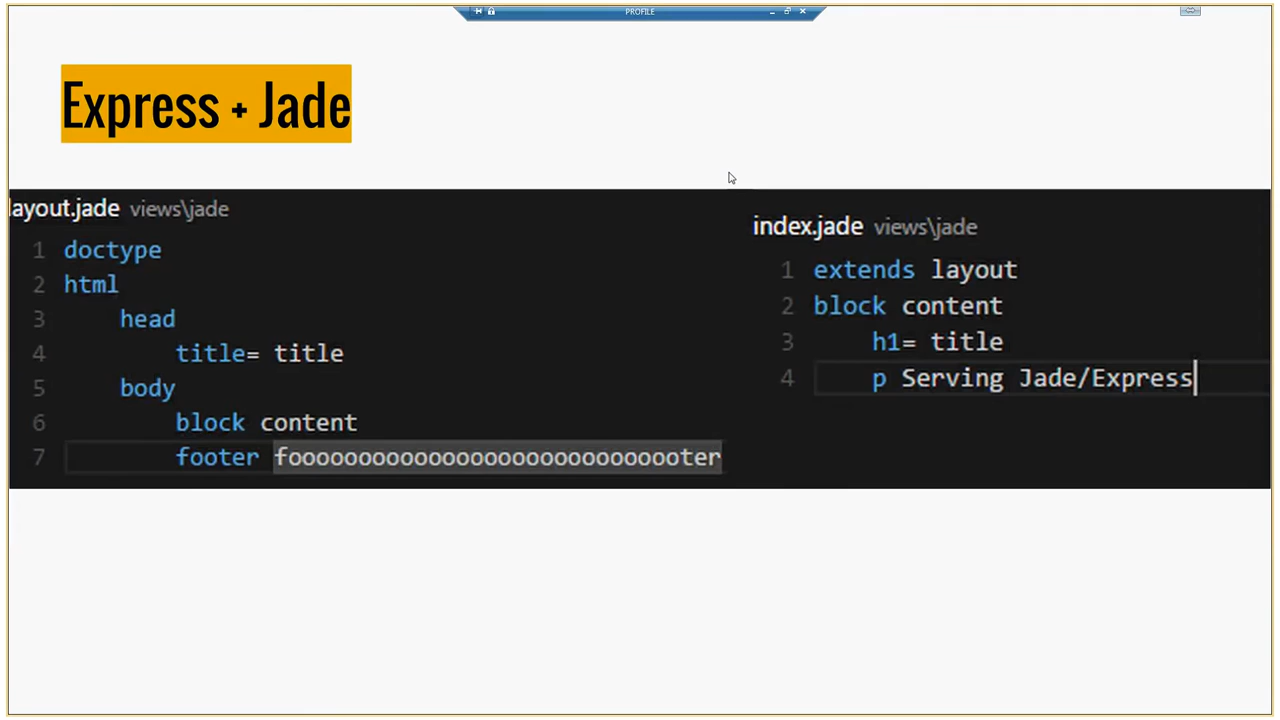 PROFILE
Express + Jade
layout.jade views\jade
1 doctype
2 html
3 head
4 title= title
5 body
6 block content
7 footer fooooooooooooooooooooooooooooter
index.jade views\jade
1 extends layout
2 block content
3 h1= title
4 p Serving Jade/Express